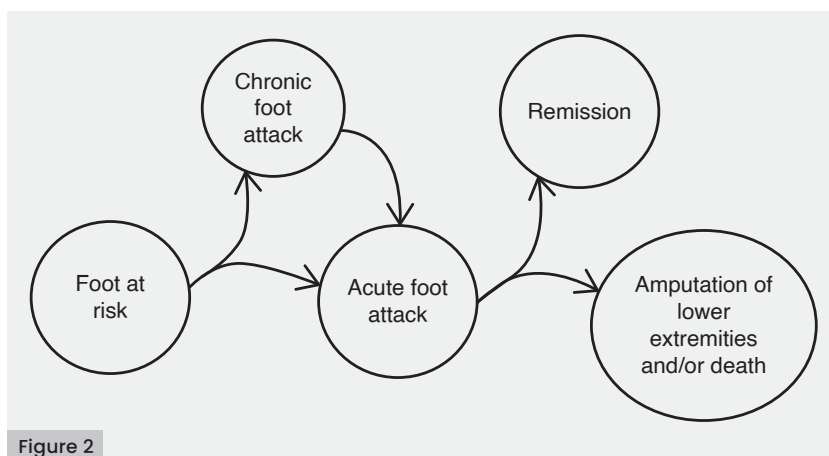 Chronic
foot
attack
Remission
Foot at
risk
Acute foot
attack
Amputation of
lower
extremities
and/or death
Figure 2